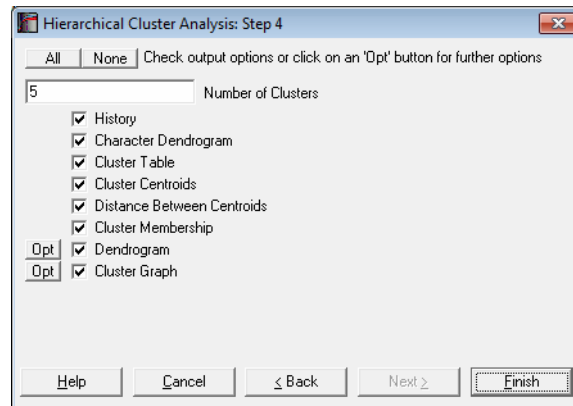 Hierarchical Cluster Analysis: Step 4
All None Check output options or click on an 'Opt' button for further options
5 Number of Clusters
History
Character Dendrogram
Cluster Table
Cluster Centroids
Distance Between Centroids
Cluster Membership
Opt Dendrogram
Opt Cluster Graph
Help Cancel < Back Next > Finish